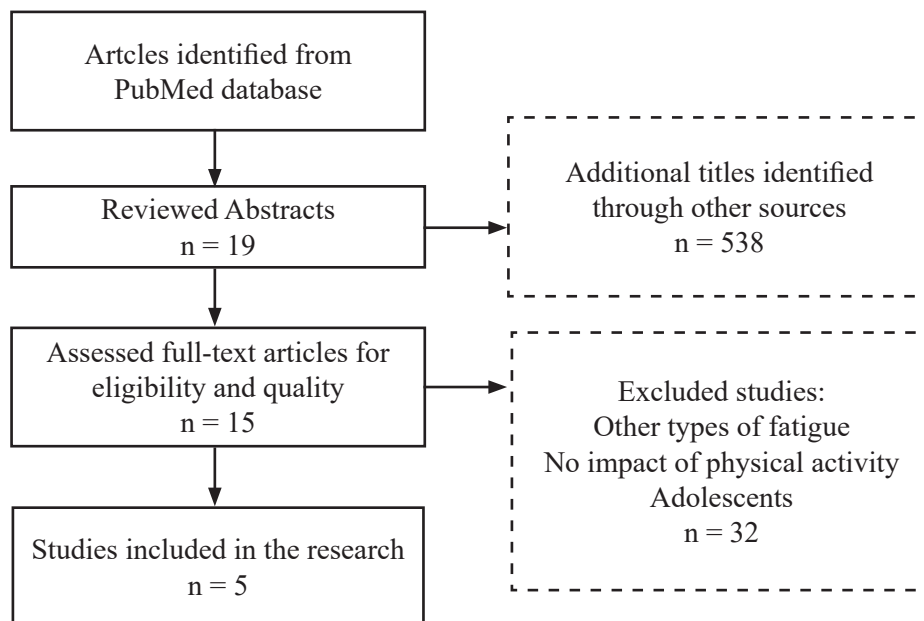 Artcles identified from
PubMed database
Reviewed Abstracts
n = 19
Additional titles identified
through other sources
n = 538
Assessed full-text articles for
eligibility and quality
n = 15
Excluded studies:
Other types of fatigue
No impact of physical activity
Adolescents
n = 32
Studies included in the research
n = 5